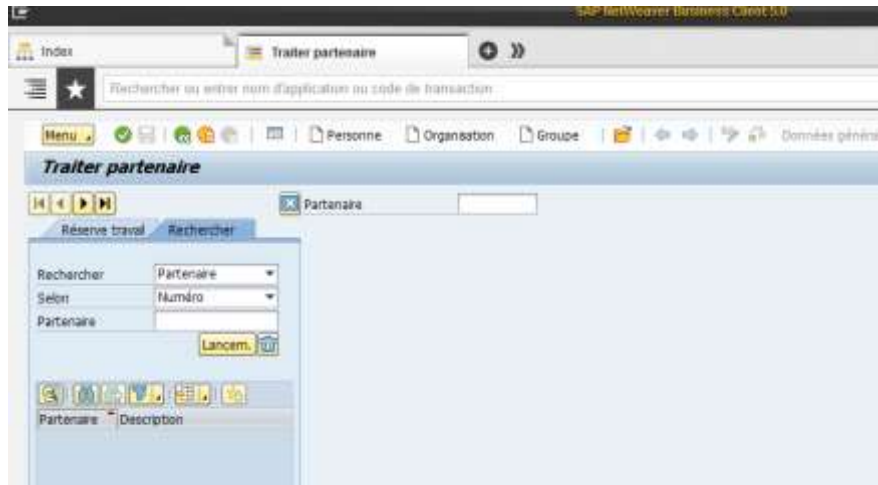 SAP NetWeaver Business Client 5.0
Index Traiter partenaire
Rechercher ou entrer nom d'application ou code de transaction
Menu Personne Organisation Groupe Données généra
Traiter partenaire
Partenaire
Réserve travail Rechercher
Rechercher Partenaire
Selon Numéro
Partenaire
Lancem.
Partenaire Description